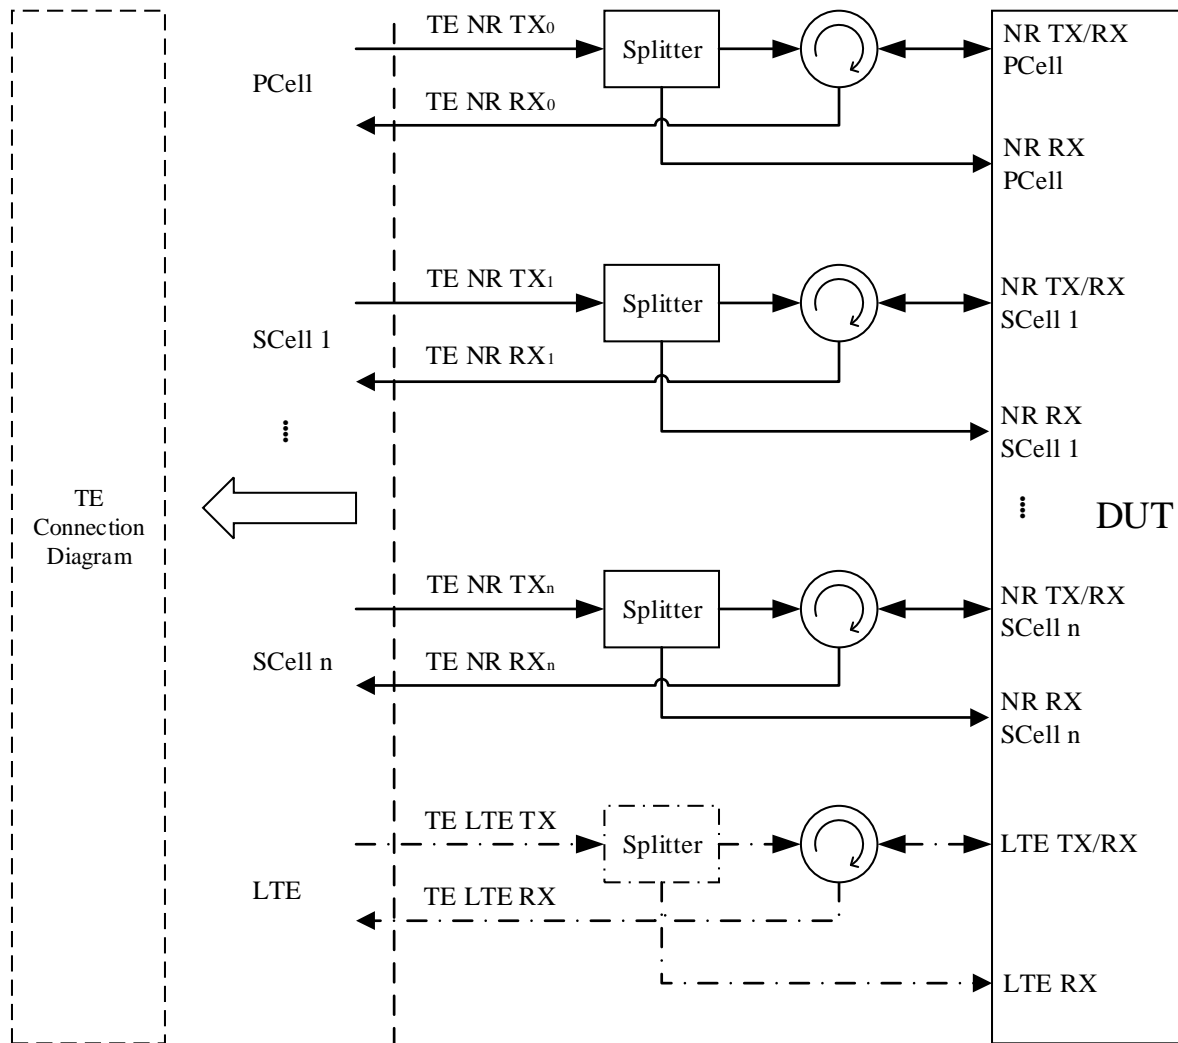 TE NR TX₀
Splitter
NR TX/RX
PCell
PCell
TE NR RX₀
NR RX
PCell
TE NR TX₁
Splitter
NR TX/RX
SCell 1
SCell 1
TE NR RX₁
NR RX
SCell 1
TE
Connection
Diagram
DUT
TE NR TXₙ
Splitter
NR TX/RX
SCell n
SCell n
TE NR RXₙ
NR RX
SCell n
TE LTE TX
Splitter
LTE TX/RX
LTE
TE LTE RX
LTE RX